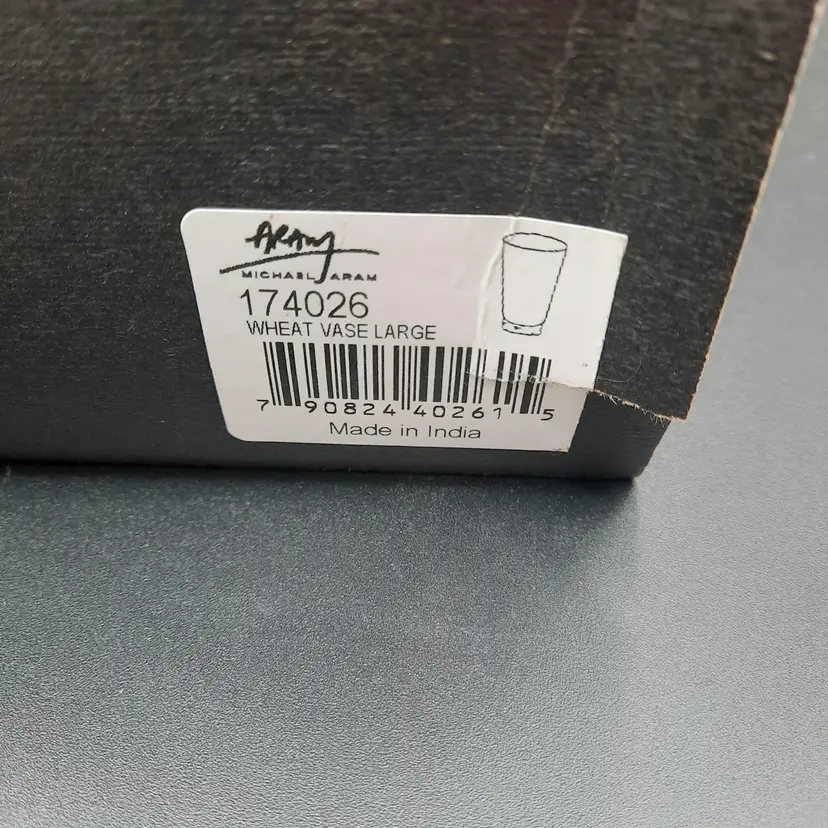 ARAM
MICHAEL ARAM
174026
WHEAT VASE LARGE
7 90824 40261 5
Made in India